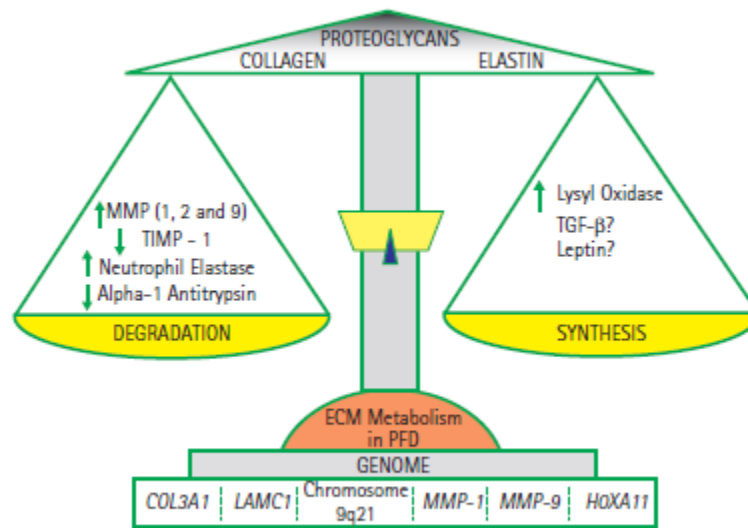 PROTEOGLYCANS
COLLAGEN ELASTIN
↑MMP (1, 2 and 9)
↓ TIMP - 1
↑ Neutrophil Elastase
↓ Alpha-1 Antitrypsin
DEGRADATION
↑ Lysyl Oxidase
TGF-β?
Leptin?
SYNTHESIS
ECM Metabolism
in PFD
GENOME
COL3A1 LAMC1 Chromosome 9q21 MMP-1 MMP-9 HOXA11